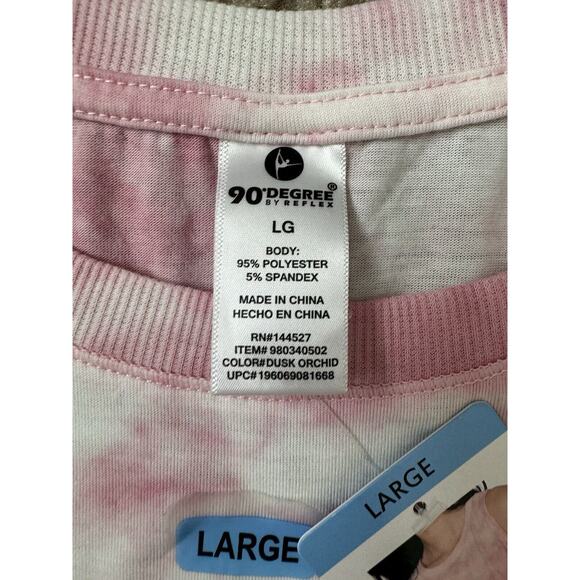 90°DEGREE®
BY REFLEX
LG
BODY:
95% POLYESTER
5% SPANDEX
MADE IN CHINA
HECHO EN CHINA
RN#144527
ITEM# 980340502
COLOR#DUSK ORCHID
UPC#196069081668
LARGE
LARGE